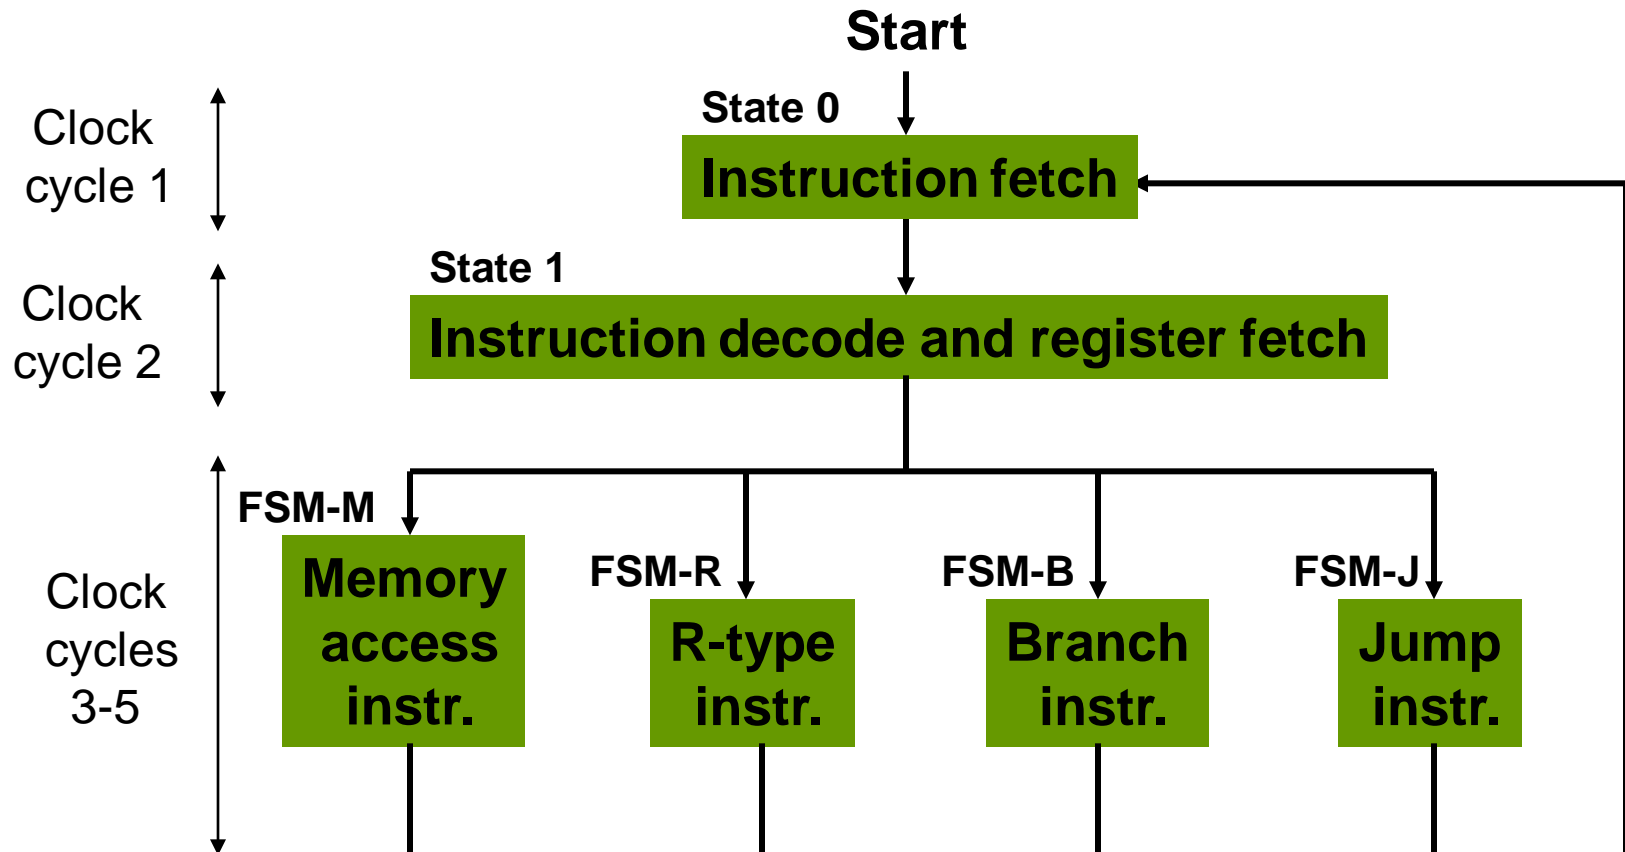 Start
Clock
cycle 1
State 0
Instruction fetch
Clock
cycle 2
State 1
Instruction decode and register fetch
Clock
cycles
3-5
FSM-M
Memory
access
instr.
FSM-R
R-type
instr.
FSM-B
Branch
instr.
FSM-J
Jump
instr.